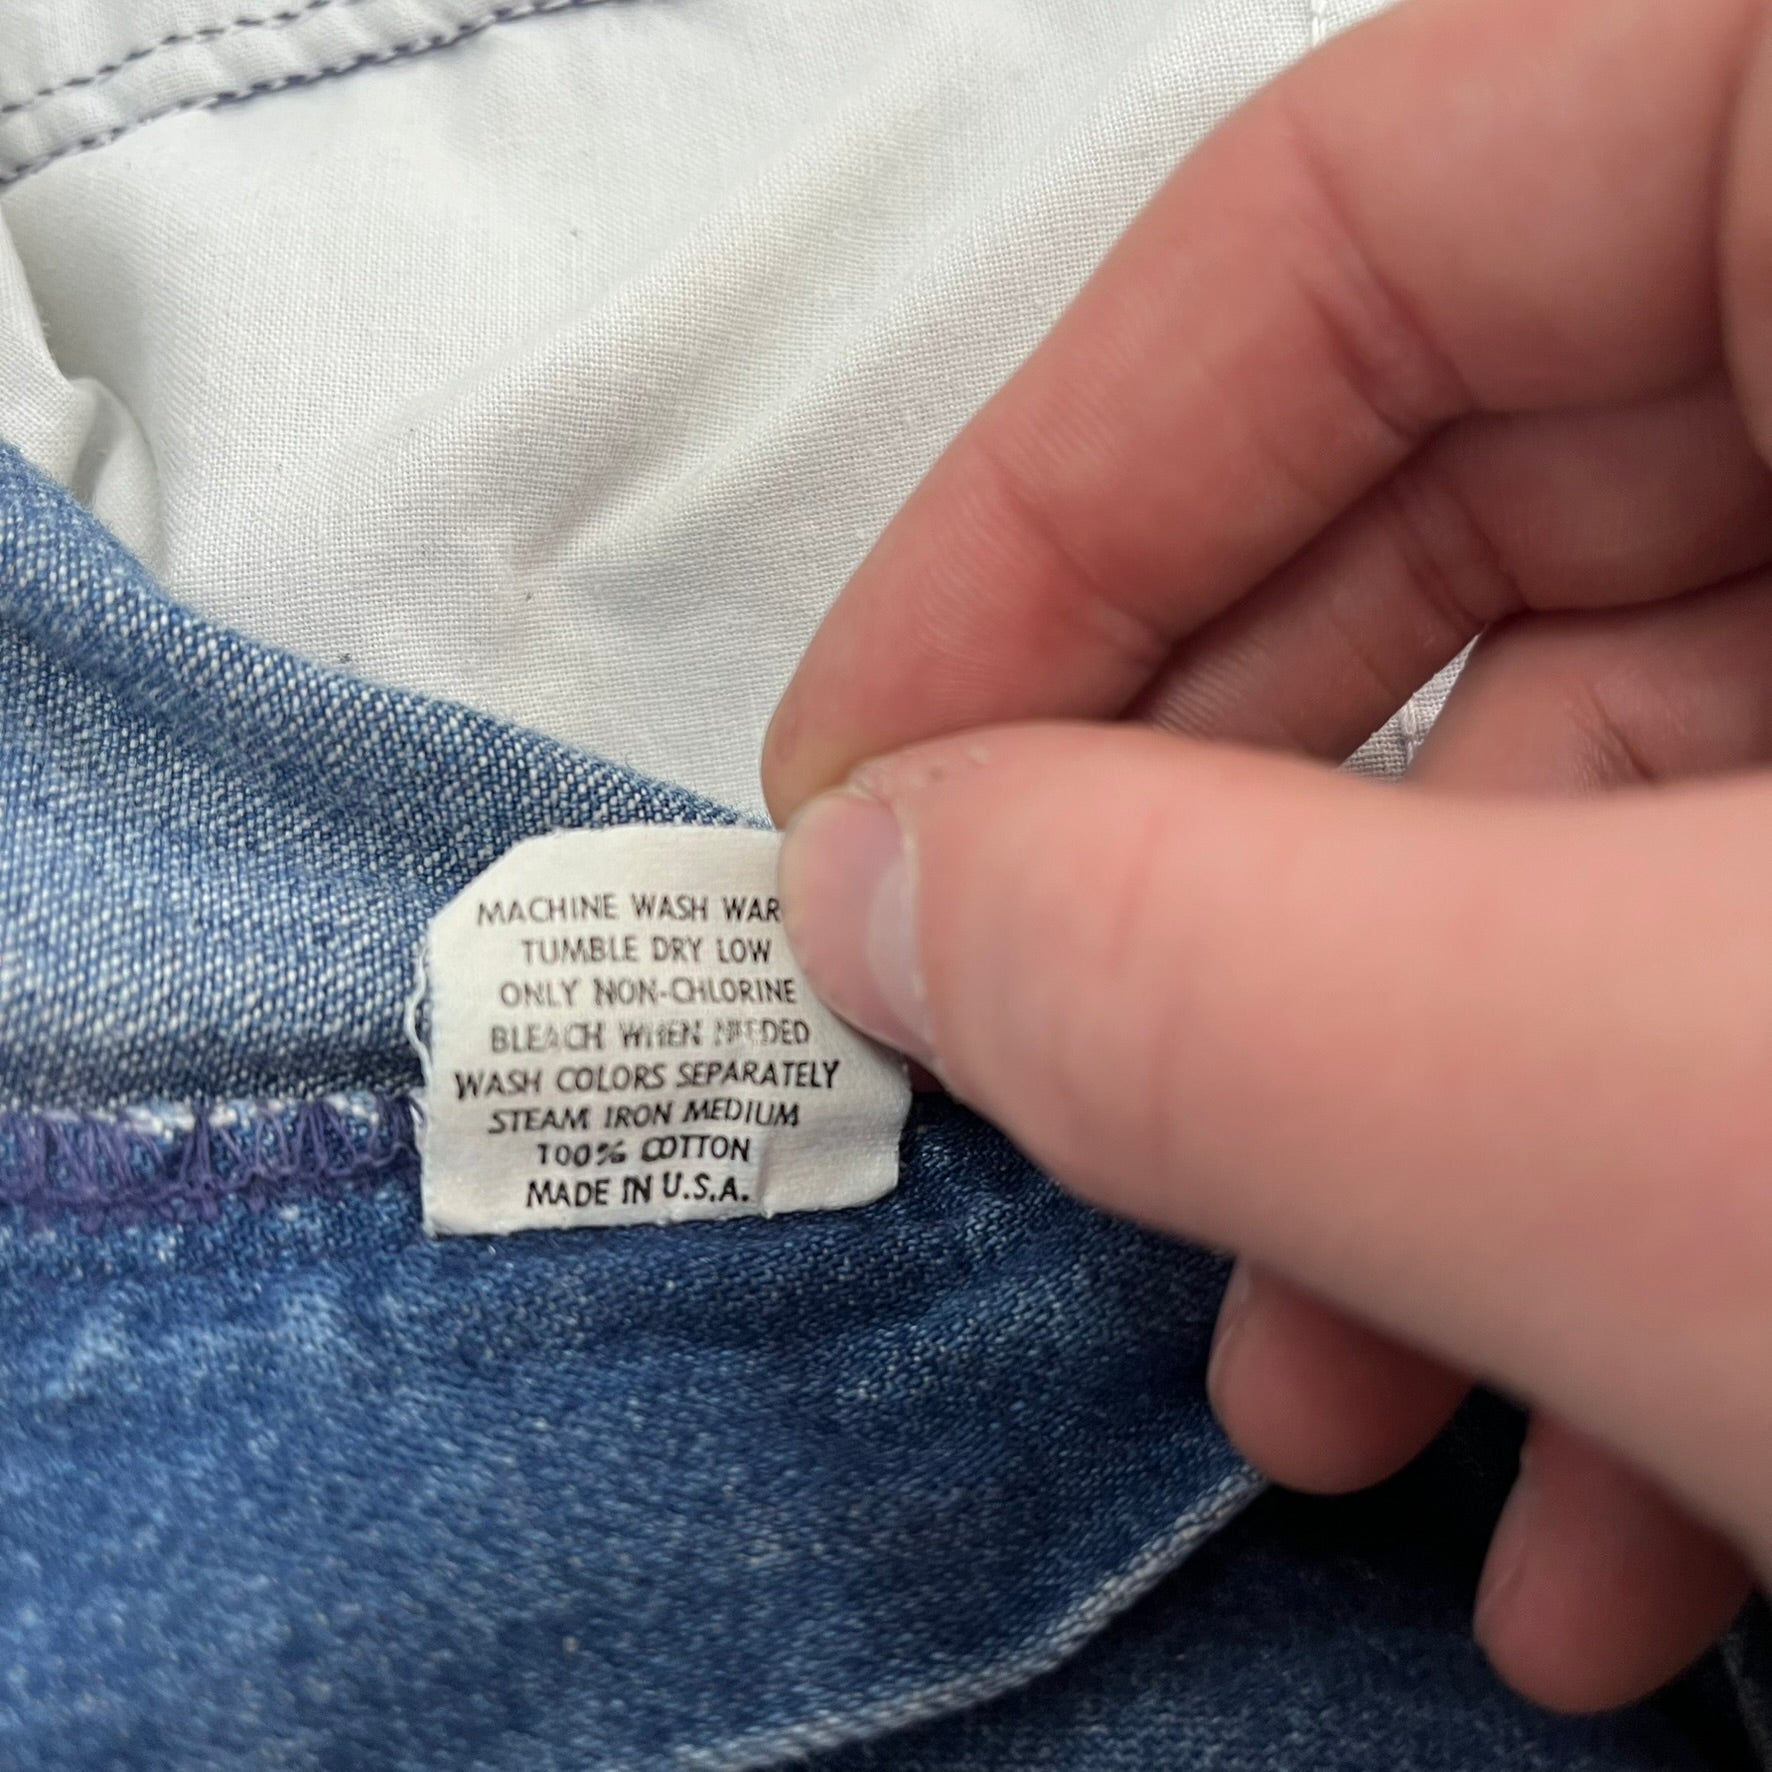 MACHINE WASH WAR
TUMBLE DRY LOW
ONLY NON-CHLORINE
BLEACH WHEN NEEDED
WASH COLORS SEPARATELY
STEAM IRON MEDIUM
100% COTTON
MADE IN U.S.A.